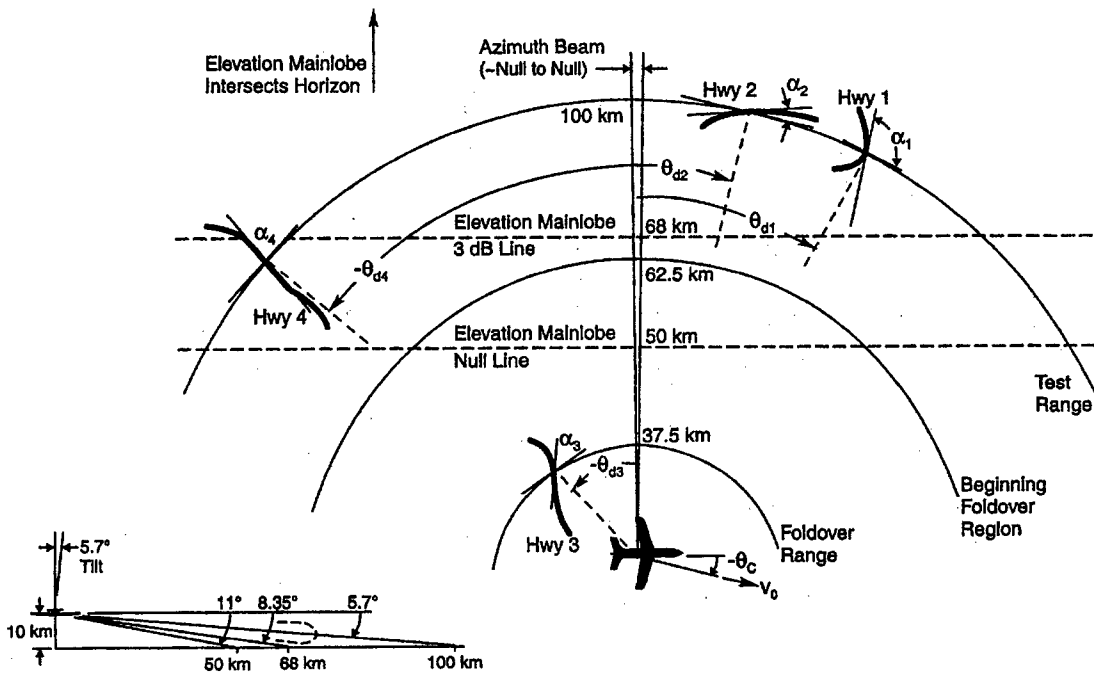 Elevation Mainlobe
Intersects Horizon
Azimuth Beam
(~Null to Null)
Hwy 2
α2
Hwy 1
α1
100 km
θd2
θd1
α4
Elevation Mainlobe
3 dB Line
68 km
62.5 km
-θd4
Hwy 4
Elevation Mainlobe
Null Line
50 km
Test
Range
37.5 km
α3
-θd3
Hwy 3
Beginning
Foldover
Region
Foldover
Range
-θc
v0
5.7°
Tilt
11°
8.35°
5.7°
10 km
50 km
68 km
100 km